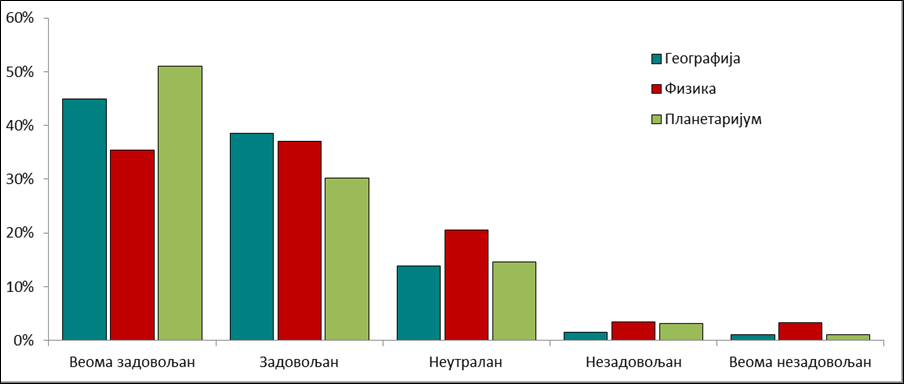 60%
50%
40%
30%
20%
10%
0%
Географија
Физика
Планетаријум
Веома задовољан
Задовољан
Неутралан
Незадовољан
Веома незадовољан